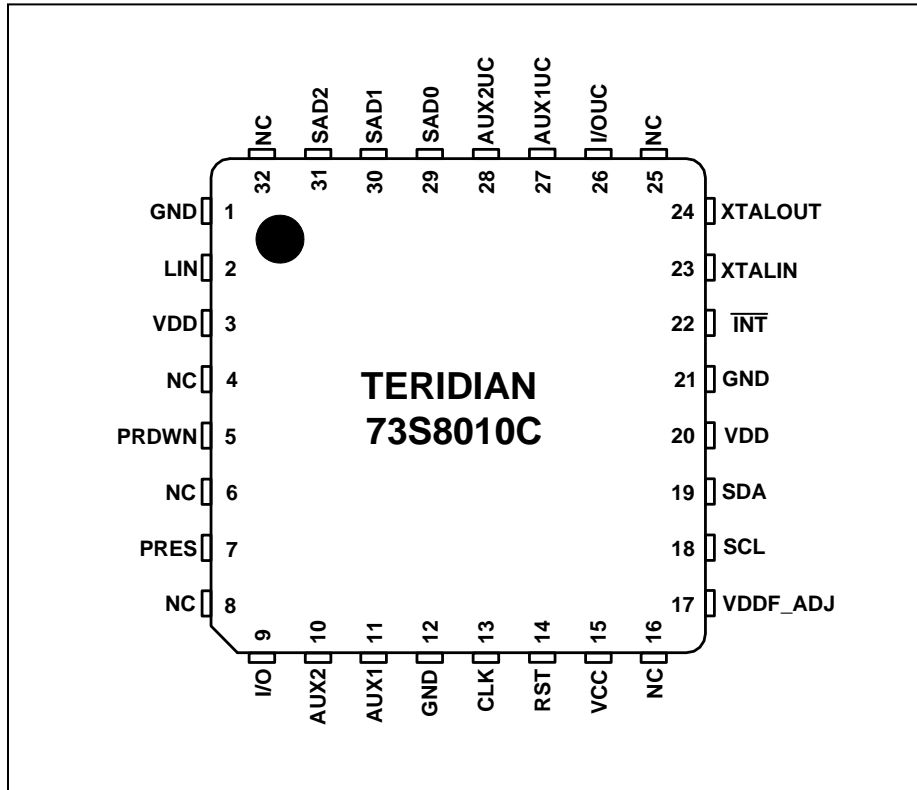 NC SAD2 SAD1 SAD0 AUX2UC AUX1UC I/OUC NC
32 31 30 29 28 27 26 25
GND 1 24 XTALOUT
LIN 2 23 XTALIN
VDD 3 22 INT
NC 4 21 GND
TERIDIAN
73S8010C
PRDWN 5 20 VDD
NC 6 19 SDA
PRES 7 18 SCL
NC 8 17 VDDF_ADJ
9 10 11 12 13 14 15 16
I/O AUX2 AUX1 GND CLK RST VCC NC